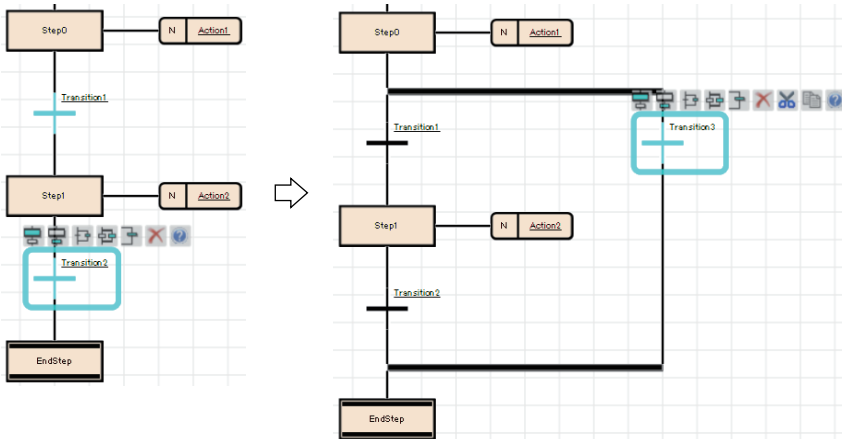 Step0
N
Action1
Transition1
Step1
N
Action2
Transition2
EndStep
Step0
N
Action1
Transition1
Transition3
Step1
N
Action2
Transition2
EndStep